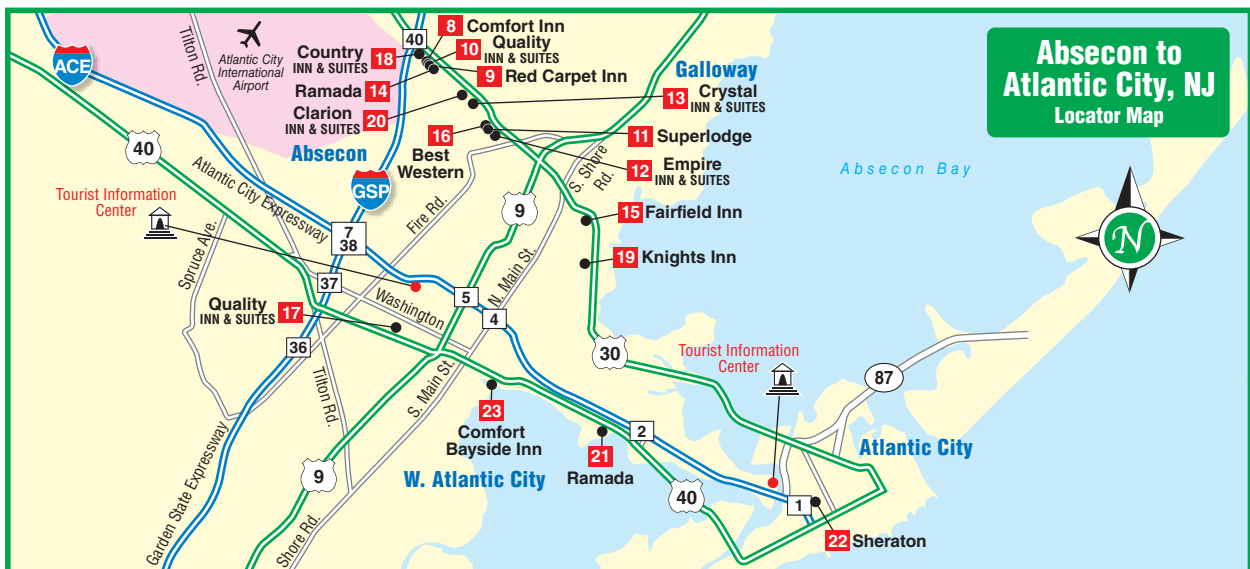 Absecon to
Atlantic City, NJ
Locator Map
ACE
Tilton Rd.
Atlantic City
International
Airport
40
8 Comfort Inn
Country
INN & SUITES
18
10 Quality
INN & SUITES
9 Red Carpet Inn
Ramada 14
Clarion
INN & SUITES
20
Galloway
13 Crystal
INN & SUITES
16
Best
Western
11 Superlodge
12 Empire
INN & SUITES
Absecon
40
GSP
Atlantic City Expressway
Tourist Information
Center
Spruce Ave.
Fire Rd.
7
38
9
S. Shore
Rd.
15 Fairfield Inn
19 Knights Inn
Absecon Bay
N
37
Washington
5
N. Main St.
4
Quality
INN & SUITES
17
36
30
Tourist Information
Center
87
Tilton Rd.
S. Main St.
23
Comfort
Bayside Inn
2
21
Ramada
W. Atlantic City
Atlantic City
Garden State Expressway
9
Shore Rd.
40
1
22 Sheraton